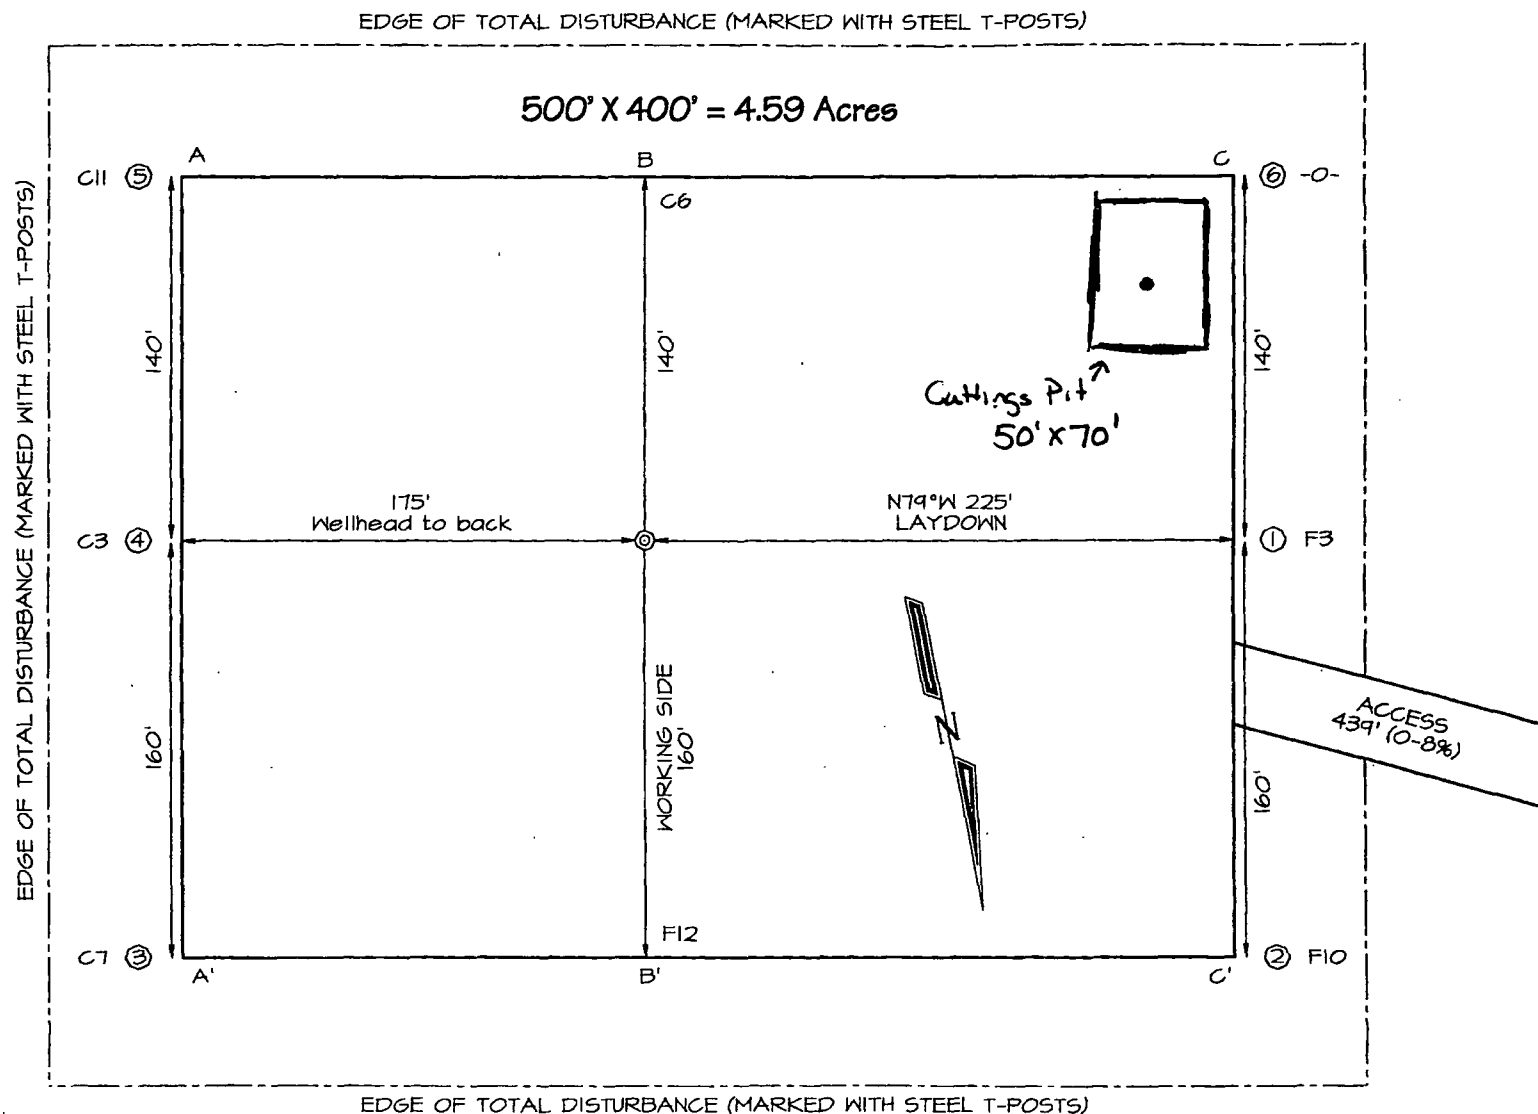 EDGE OF TOTAL DISTURBANCE (MARKED WITH STEEL T-POSTS)
500' X 400' = 4.59 Acres
A
B
C
C11 5
6 -0-
C6
EDGE OF TOTAL DISTURBANCE (MARKED WITH STEEL T-POSTS)
140'
140'
140'
Cuttings Pit
50' x 70'
175'
Wellhead to back
N79°W 225'
LAYDOWN
C3 4
1 F3
N
ACCESS
439' (0-8%)
160'
WORKING SIDE
160'
160'
F12
C7 3
2 F10
A'
B'
C'
EDGE OF TOTAL DISTURBANCE (MARKED WITH STEEL T-POSTS)